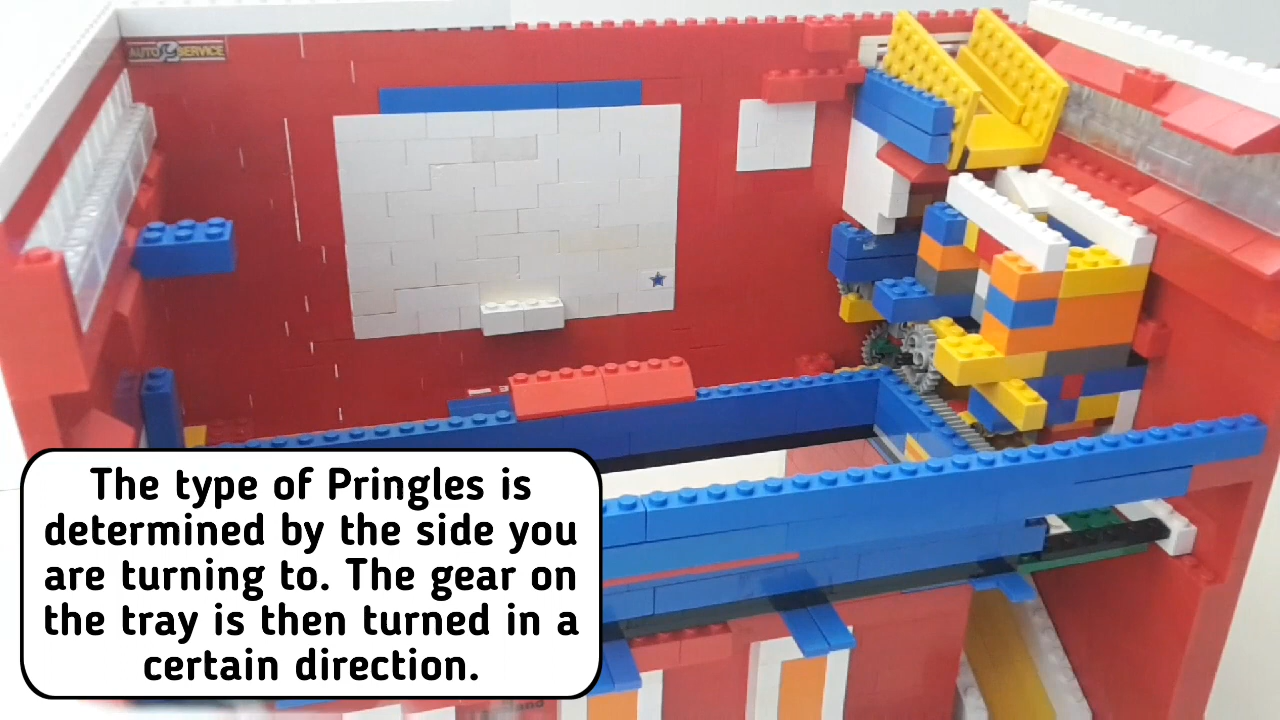 AUTO SERVICE
The type of Pringles is
determined by the side you
are turning to. The gear on
the tray is then turned in a
certain direction.